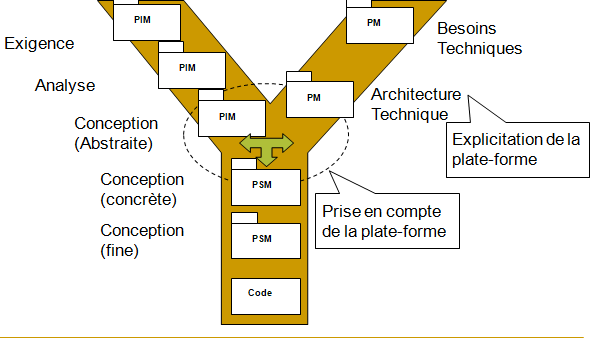 PIM
PM
Exigence
Besoins
Techniques
PIM
Analyse
PM
Architecture
Technique
PIM
Conception
(Abstraite)
Explicitation de la
plate-forme
Conception
(concrète)
PSM
Prise en compte
de la plate-forme
Conception
(fine)
PSM
Code